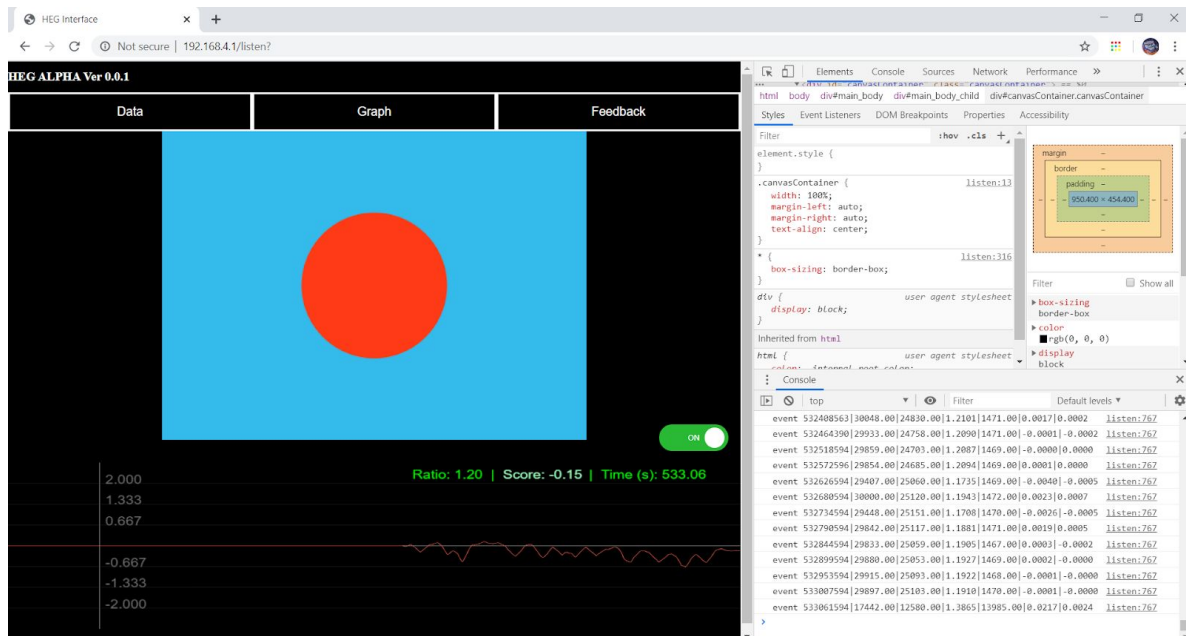 HEG Interface
Not secure | 192.168.4.1/listen?
HEG ALPHA Ver 0.0.1
Data Graph Feedback
ON
Ratio: 1.20 | Score: -0.15 | Time (s): 533.06
2.000
1.333
0.667
-0.667
-1.333
-2.000
Elements Console Sources Network Performance »
html body div#main_body div#main_body_child div#canvasContainer.canvasContainer
Styles Event Listeners DOM Breakpoints Properties Accessibility
Filter :hov .cls +
element.style {
}
.canvasContainer { listen:13
width: 100%;
margin-left: auto;
margin-right: auto;
text-align: center;
}
* { listen:316
box-sizing: border-box;
}
div { user agent stylesheet
display: block;
}
Inherited from html
html { user agent stylesheet
margin -
border -
padding -
950.400 × 454.400
Filter Show all
box-sizing
border-box
color
rgb(0, 0, 0)
display
block
Console
top Filter Default levels ▼
event 532408563|30048.00|24830.00|1.2101|1471.00|0.0017|0.0002 listen:767
event 532464390|29933.00|24758.00|1.2090|1471.00|-0.0001|-0.0002 listen:767
event 532518594|29859.00|24703.00|1.2087|1469.00|-0.0000|0.0000 listen:767
event 532572596|29854.00|24685.00|1.2094|1469.00|0.0001|0.0000 listen:767
event 532626594|29407.00|25060.00|1.1735|1469.00|-0.0040|-0.0005 listen:767
event 532680594|30000.00|25120.00|1.1943|1472.00|0.0023|0.0007 listen:767
event 532734594|29448.00|25151.00|1.1708|1470.00|-0.0026|-0.0005 listen:767
event 532790594|29842.00|25117.00|1.1881|1471.00|0.0019|0.0005 listen:767
event 532844594|29833.00|25059.00|1.1905|1467.00|0.0003|-0.0002 listen:767
event 532899594|29880.00|25053.00|1.1927|1469.00|0.0002|0.0000 listen:767
event 532953594|29915.00|25093.00|1.1922|1468.00|-0.0001|-0.0000 listen:767
event 533007594|29897.00|25103.00|1.1910|1470.00|-0.0001|-0.0000 listen:767
event 533061594|17442.00|12580.00|1.3865|13985.00|0.0217|0.0024 listen:767